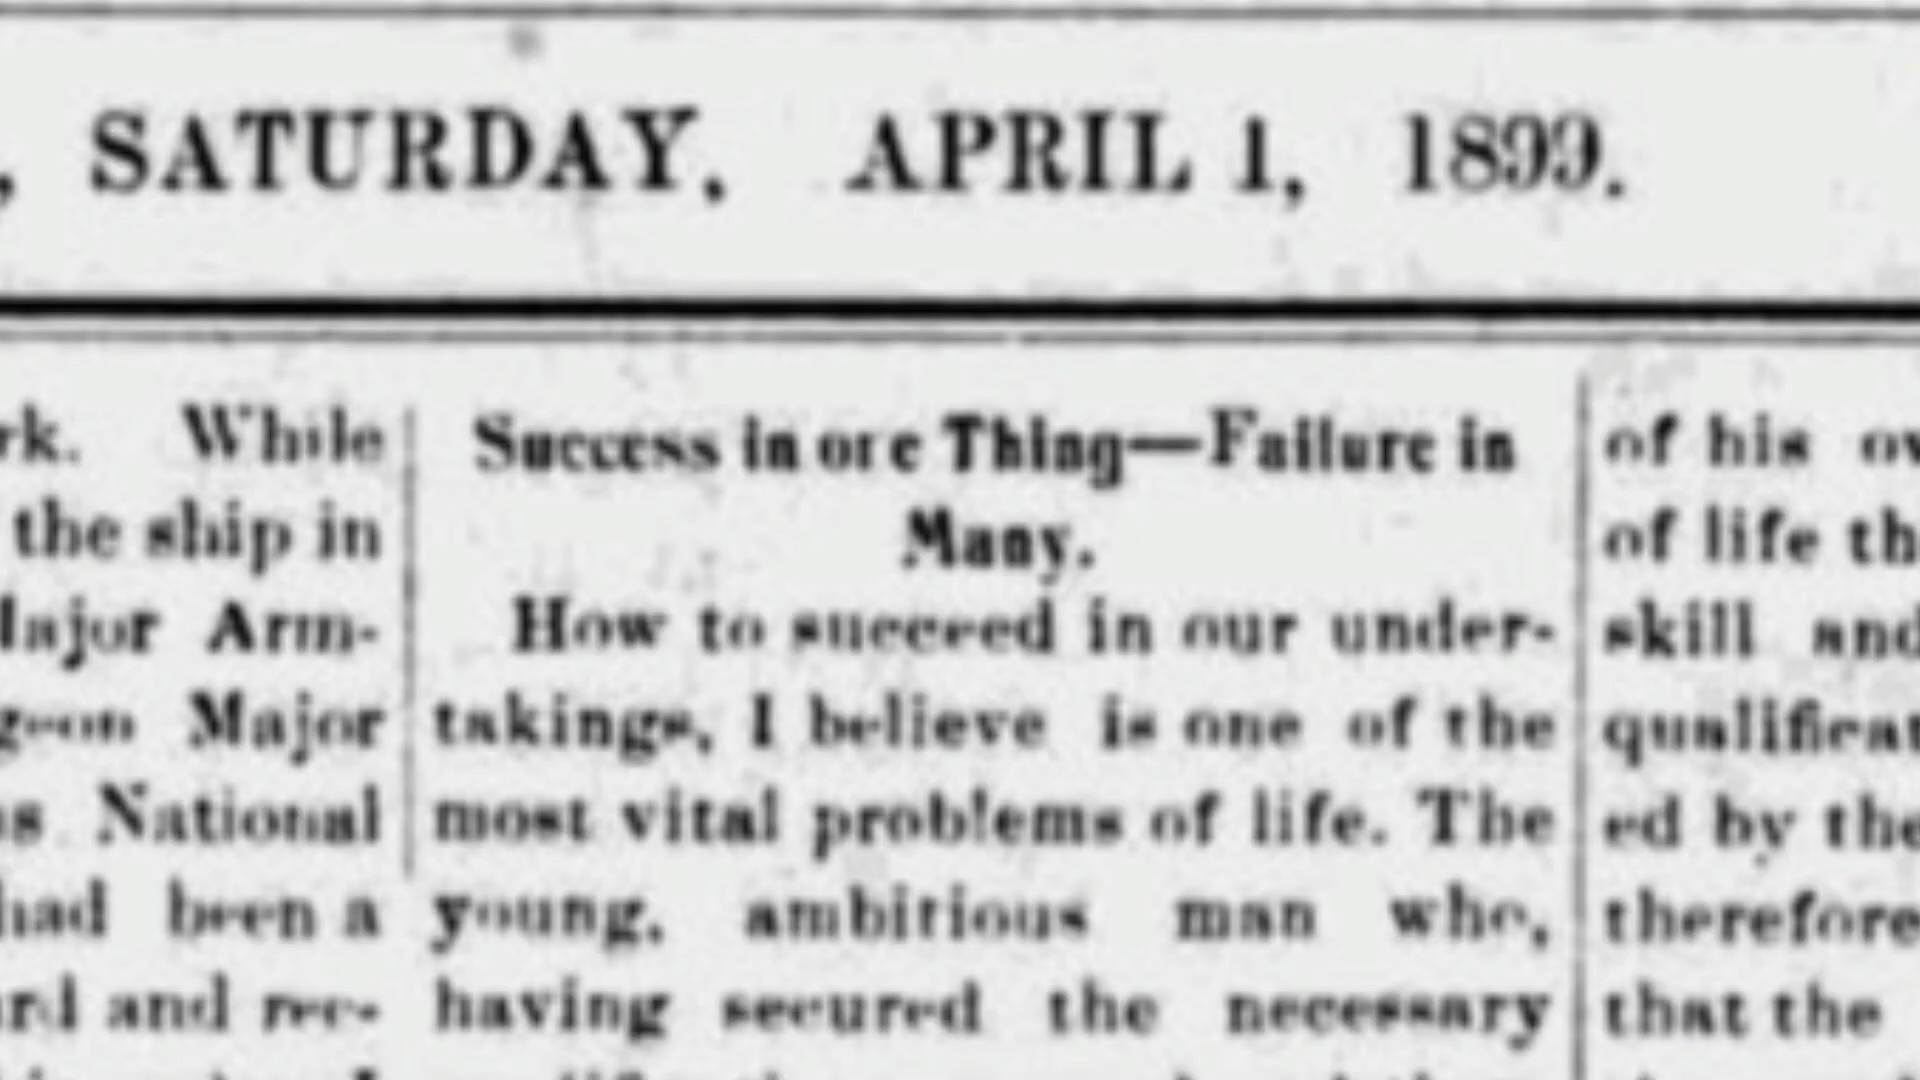 , SATURDAY, APRIL 1, 1899.
rk. While
the ship in
Major Arm-
geon Major
s National
had been a
rd and rec-
Success in ore Thing—Failure in
Many.
How to succeed in our under-
takings, I believe is one of the
most vital problems of life. The
young, ambitious man who,
having secured the necessary
of his ow
of life th
skill and
qualificat
ed by the
therefore
that the